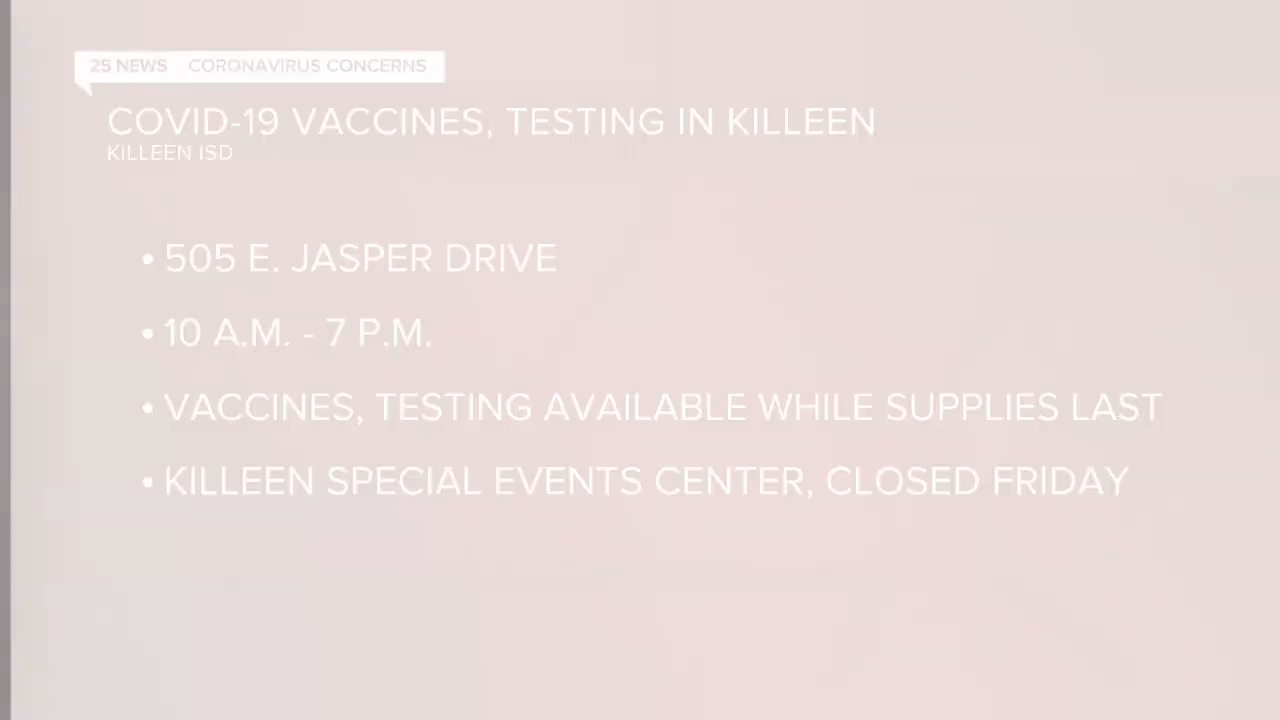 25 NEWS CORONAVIRUS CONCERNS
COVID-19 VACCINES, TESTING IN KILLEEN
KILLEEN ISD
• 505 E. JASPER DRIVE
• 10 A.M. - 7 P.M.
• VACCINES, TESTING AVAILABLE WHILE SUPPLIES LAST
• KILLEEN SPECIAL EVENTS CENTER, CLOSED FRIDAY